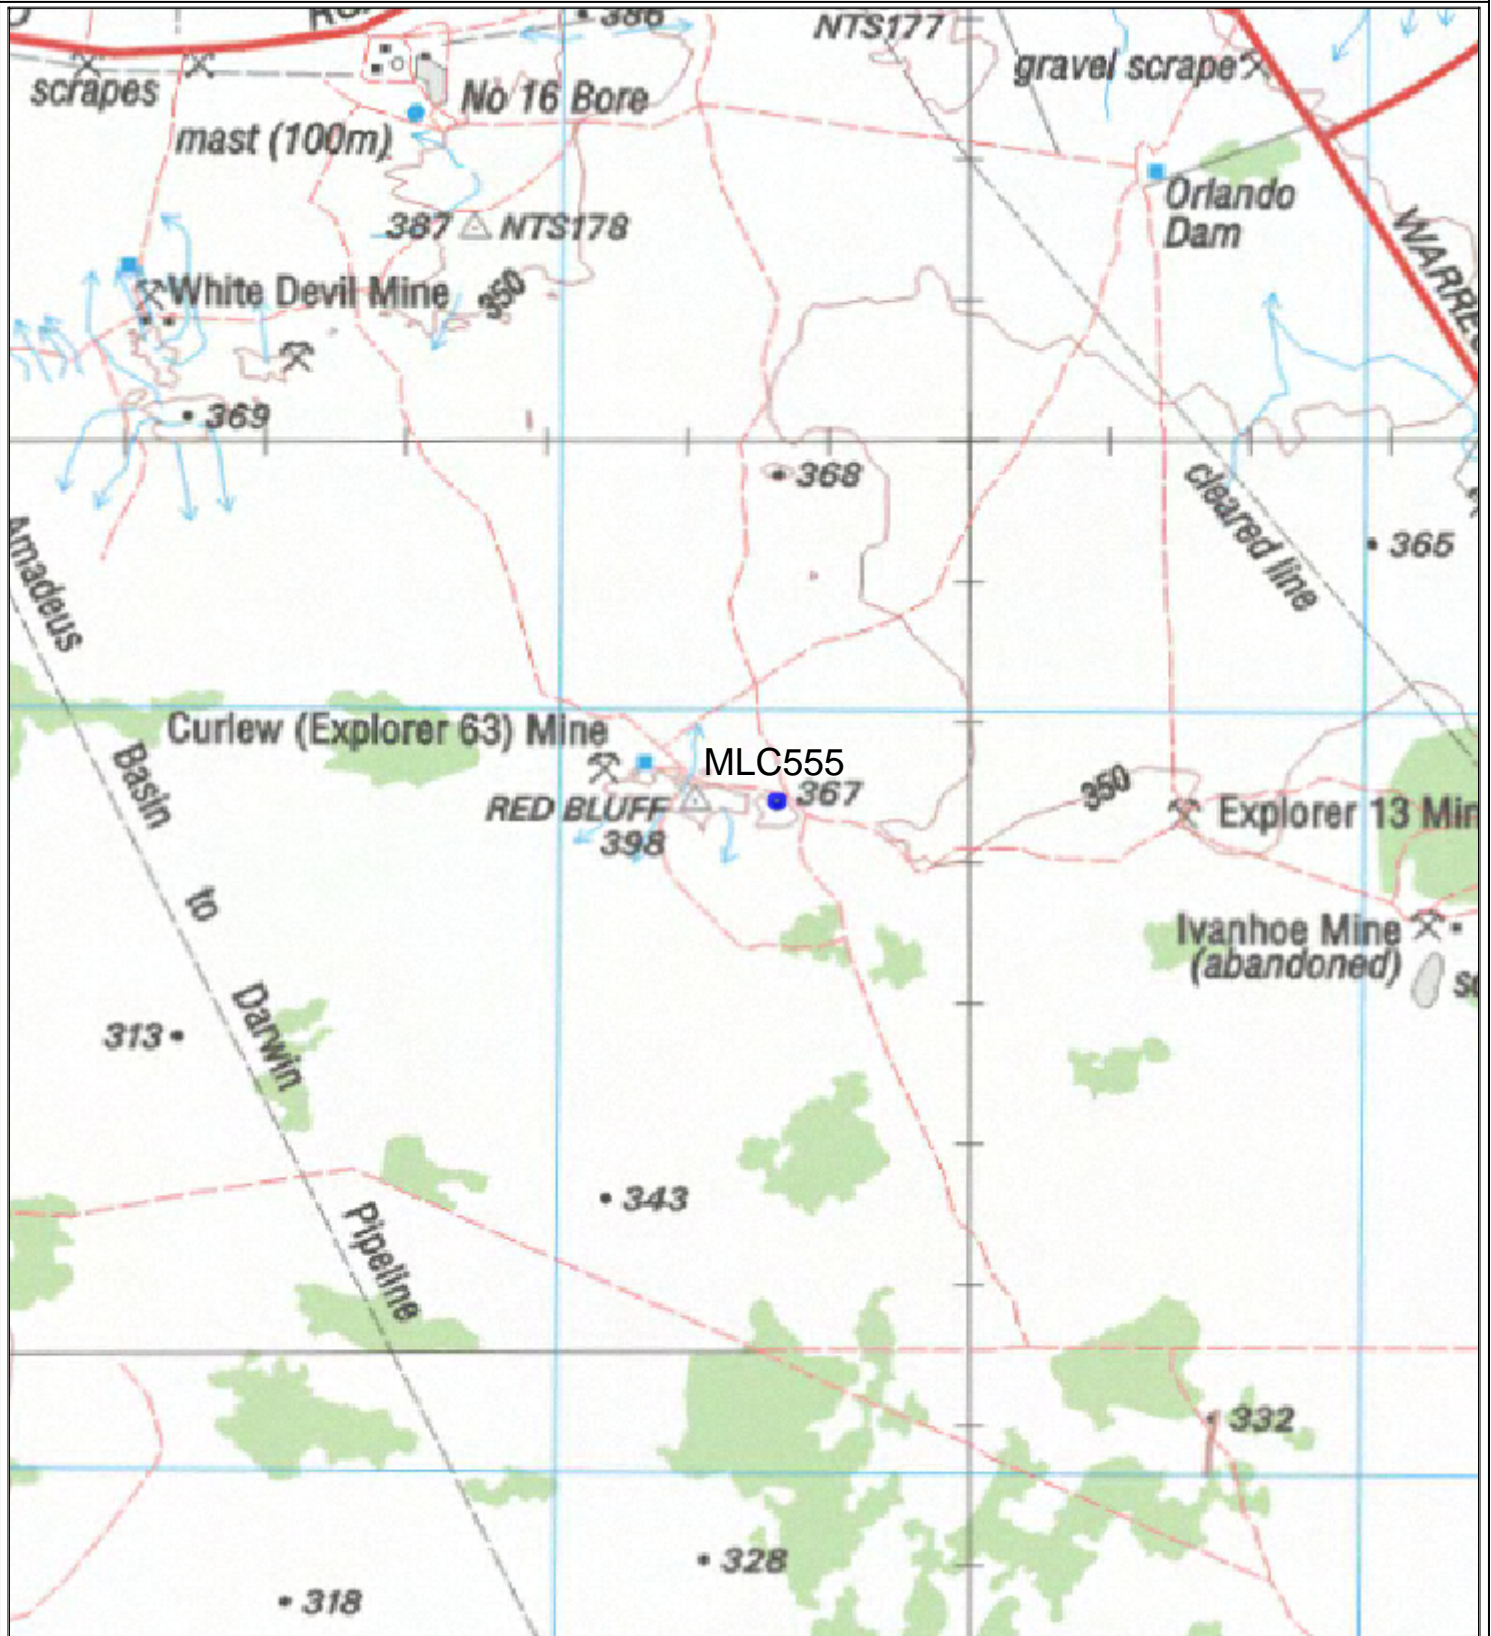 386
NTS177
gravel scrape
scrapes
No 16 Bore
mast (100m)
Orlando
Dam
387
NTS178
White Devil Mine
350
369
368
cleared line
365
Amadeus
Basin
to
Darwin
Pipeline
Curlew (Explorer 63) Mine
MLC555
367
RED BLUFF
398
350
Explorer 13 Min
Ivanhoe Mine
(abandoned)
313
343
332
328
318